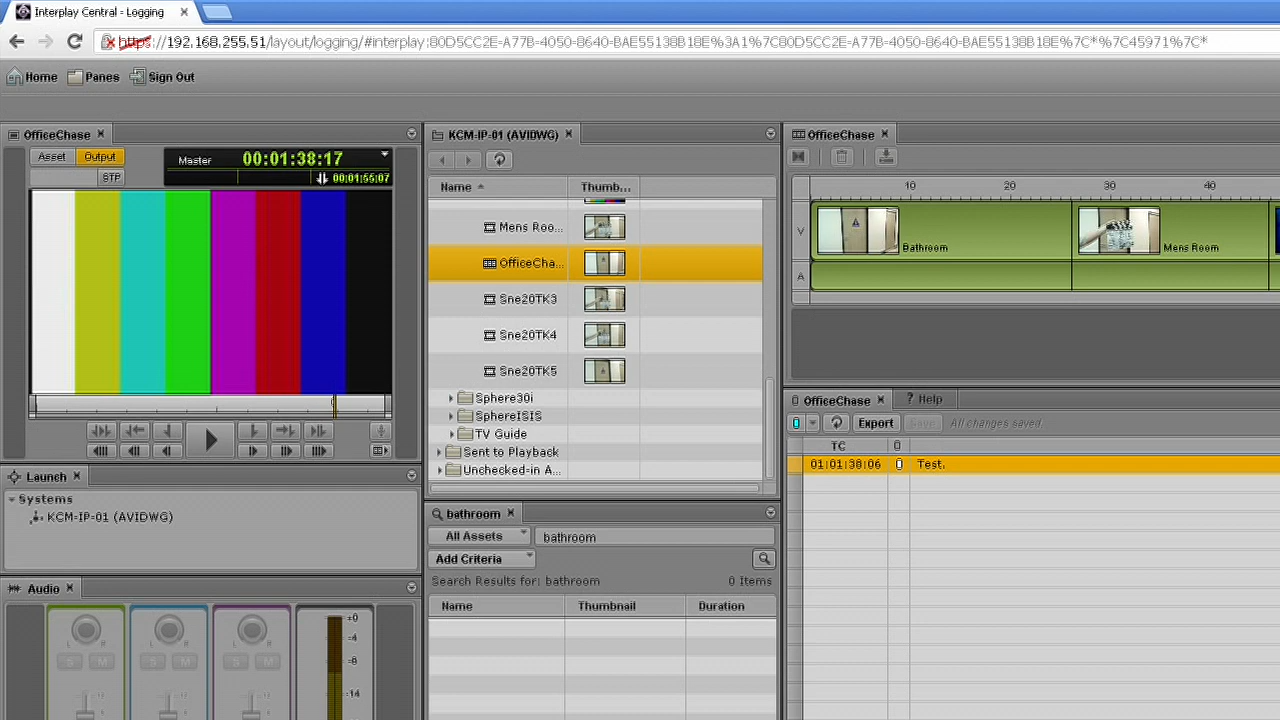 Interplay Central - Logging
https://192.168.255.51/layout/logging/#interplay:80D5CC2E-A77B-4050-8640-BAE55138B18E%3A1%7C80D5CC2E-A77B-4050-8640-BAE55138B18E%7C*%7C45971%7C*
Home Panes Sign Out
OfficeChase
Asset Output
STP
Master 00:01:38:17
00:01:55:07
Launch
Systems
KCM-IP-01 (AVIDWG)
Audio
L R L R L R
S M S M S M
+0
-4
-8
-14
KCM-IP-01 (AVIDWG)
Name Thumb...
Mens Roo...
OfficeCha...
Sne20TK3
Sne20TK4
Sne20TK5
Sphere30i
SphereISIS
TV Guide
Sent to Playback
Unchecked-in A...
bathroom
All Assets bathroom
Add Criteria
Search Results for: bathroom 0 Items
Name Thumbnail Duration
OfficeChase
10 20 30 40
V Bathroom Mens Room
A
OfficeChase ? Help
Export Save All changes saved
TC
01:01:38:06 Test.